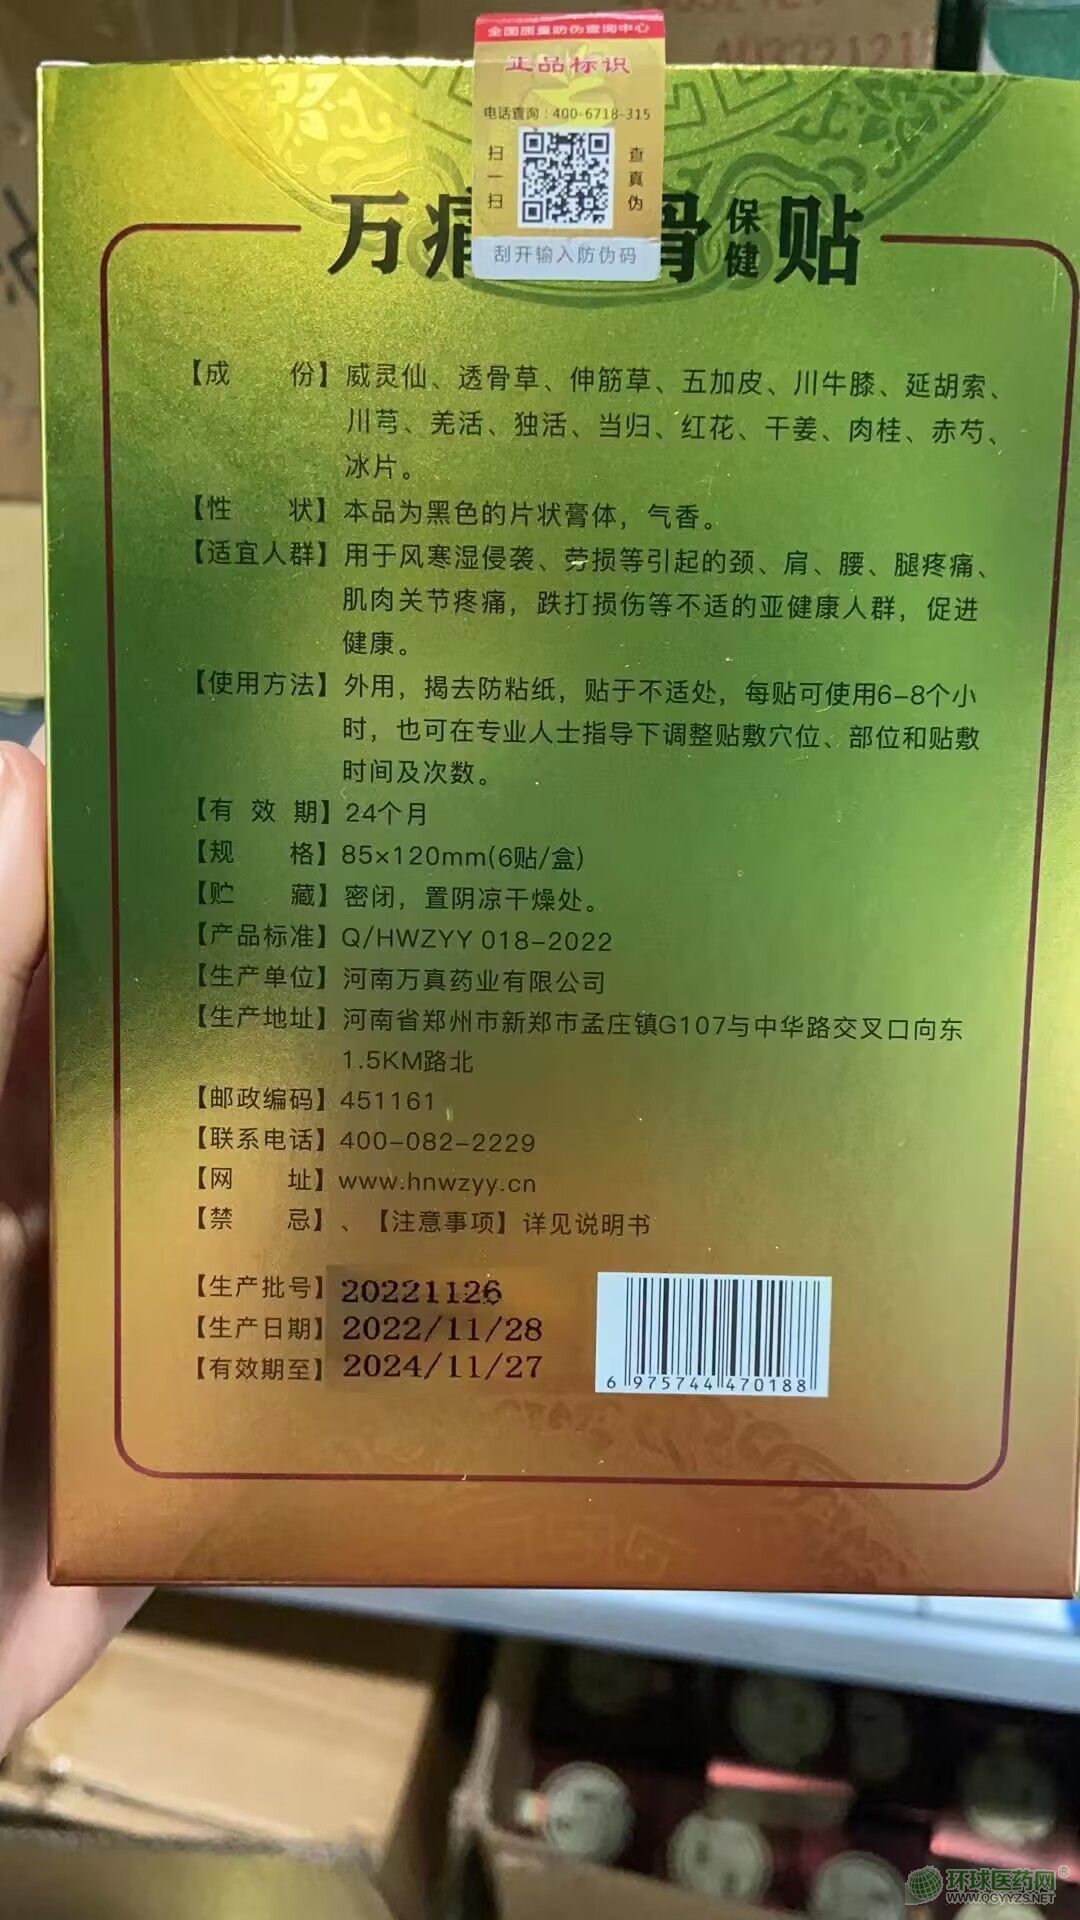 全国质量防伪查询中心
正品标识
电话查询：400-6718-315
扫一扫
查真伪
刮开输入防伪码
万 骨保健贴
【成 份】威灵仙、透骨草、伸筋草、五加皮、川牛膝、延胡索、
川芎、羌活、独活、当归、红花、干姜、肉桂、赤芍、
冰片。
【性 状】本品为黑色的片状膏体，气香。
【适宜人群】用于风寒湿侵袭、劳损等引起的颈、肩、腰、腿疼痛、
肌肉关节疼痛，跌打损伤等不适的亚健康人群，促进
健康。
【使用方法】外用，揭去防粘纸，贴于不适处，每贴可使用6-8个小
时，也可在专业人士指导下调整贴敷穴位、部位和贴敷
时间及次数。
【有 效 期】24个月
【规 格】85×120mm(6贴/盒)
【贮 藏】密闭，置阴凉干燥处。
【产品标准】Q/HWZYY 018-2022
【生产单位】河南万真药业有限公司
【生产地址】河南省郑州市新郑市孟庄镇G107与中华路交叉口向东
1.5KM路北
【邮政编码】451161
【联系电话】400-082-2229
【网 址】www.hnwzyy.cn
【禁 忌】、【注意事项】详见说明书
【生产批号】20221126
【生产日期】2022/11/28
【有效期至】2024/11/27
6 975744 470188
环球医药网®
WWW.QGYYZS.NET